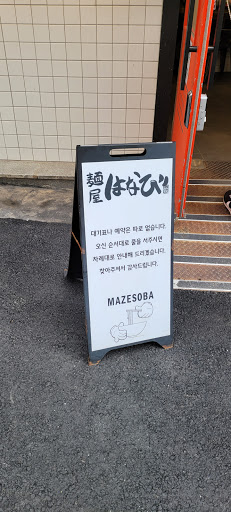 麺屋 はなび
대기표나 예약은 따로 없습니다.
오신 순서대로 줄을 서주시면
차례대로 안내해 드리겠습니다.
찾아주셔서 감사드립니다.
MAZESOBA